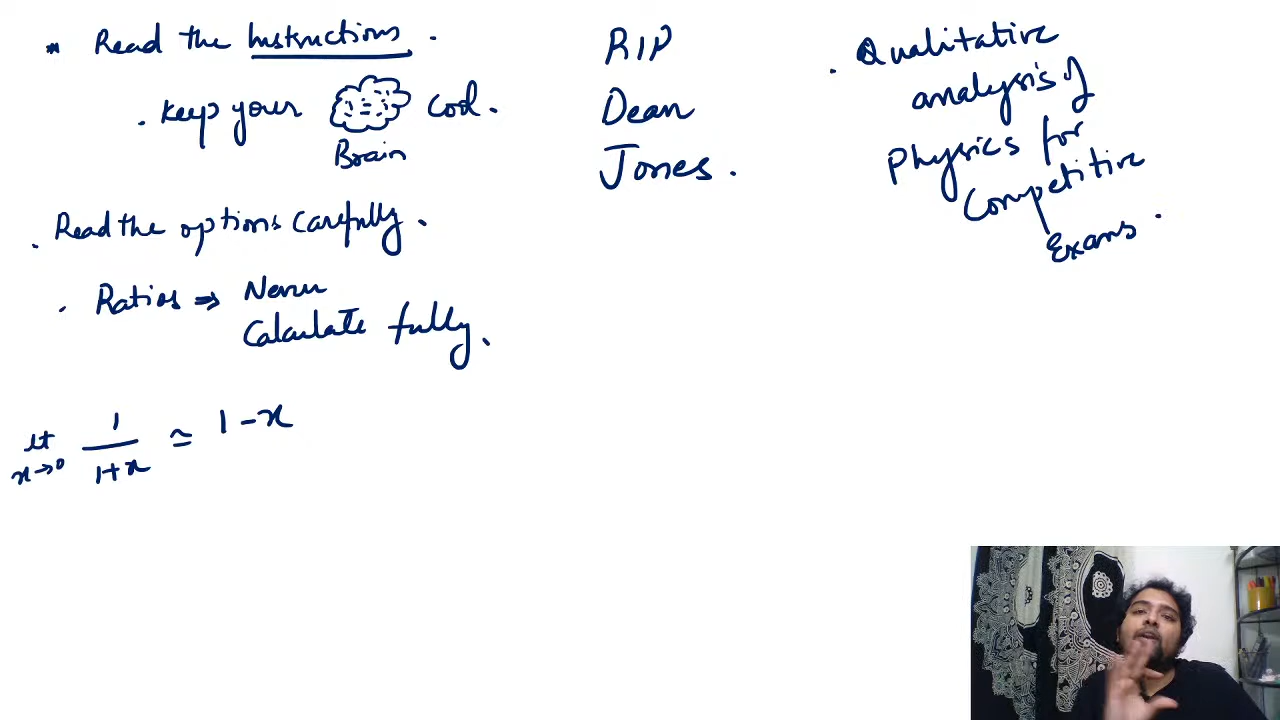 * Read the Instructions.
. Keep your cool.
Brain
. Read the options carefully.
. Ratios ⇒ Never
Calculate fully.
lt x→0 1/(1+x) ≃ 1-x
RIP
Dean
Jones.
. Qualitative
analysis of
Physics for
Competitive
Exams.